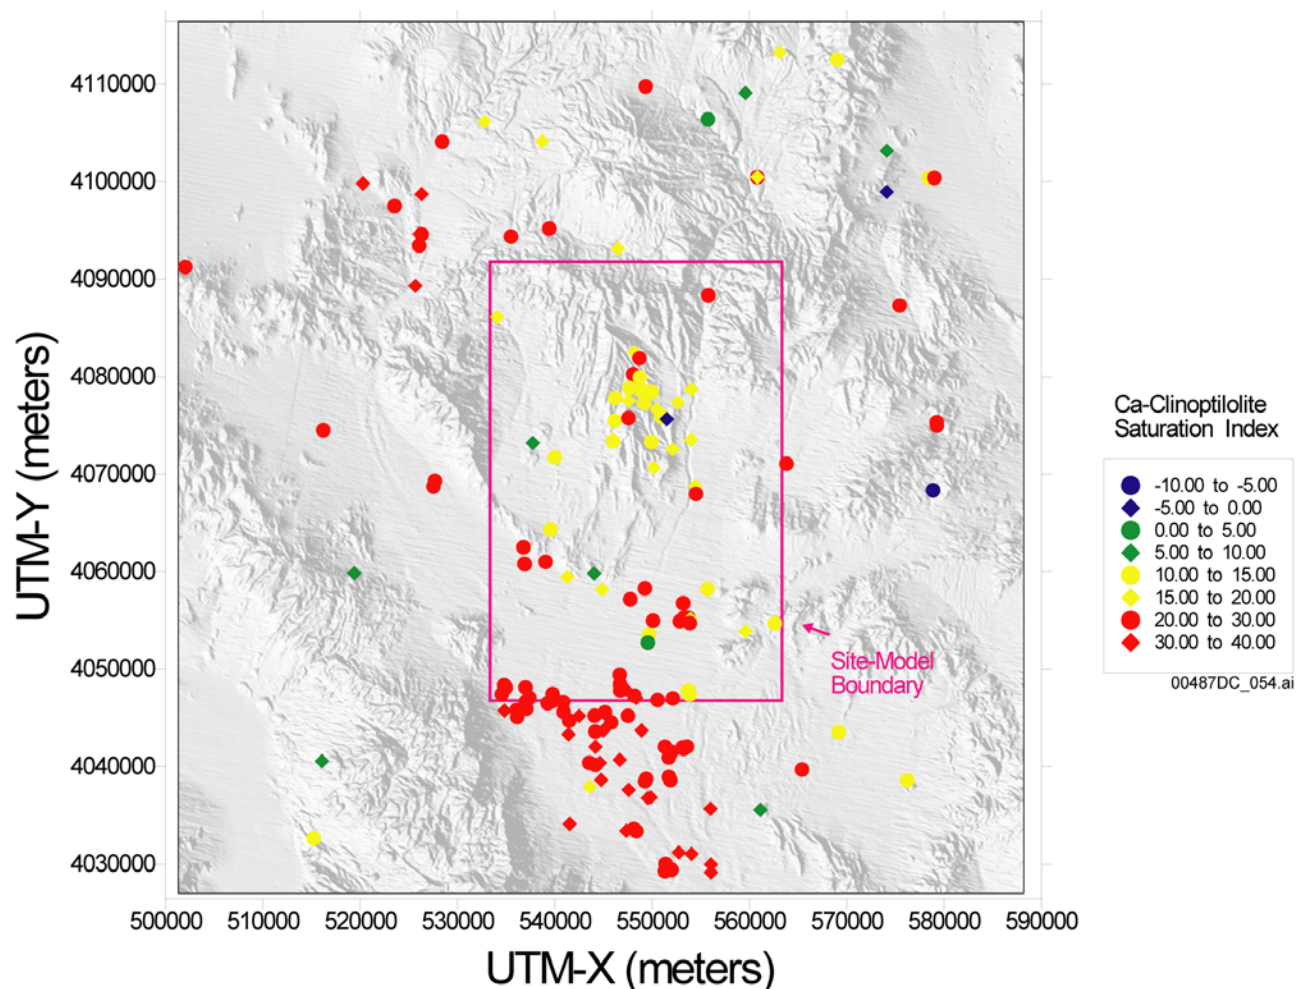 4110000
4100000
4090000
4080000
4070000
4060000
4050000
4040000
4030000
UTM-Y (meters)
500000 510000 520000 530000 540000 550000 560000 570000 580000 590000
UTM-X (meters)
Site-Model
Boundary
Ca-Clinoptilolite
Saturation Index
-10.00 to -5.00
-5.00 to 0.00
0.00 to 5.00
5.00 to 10.00
10.00 to 15.00
15.00 to 20.00
20.00 to 30.00
30.00 to 40.00
00487DC_054.ai